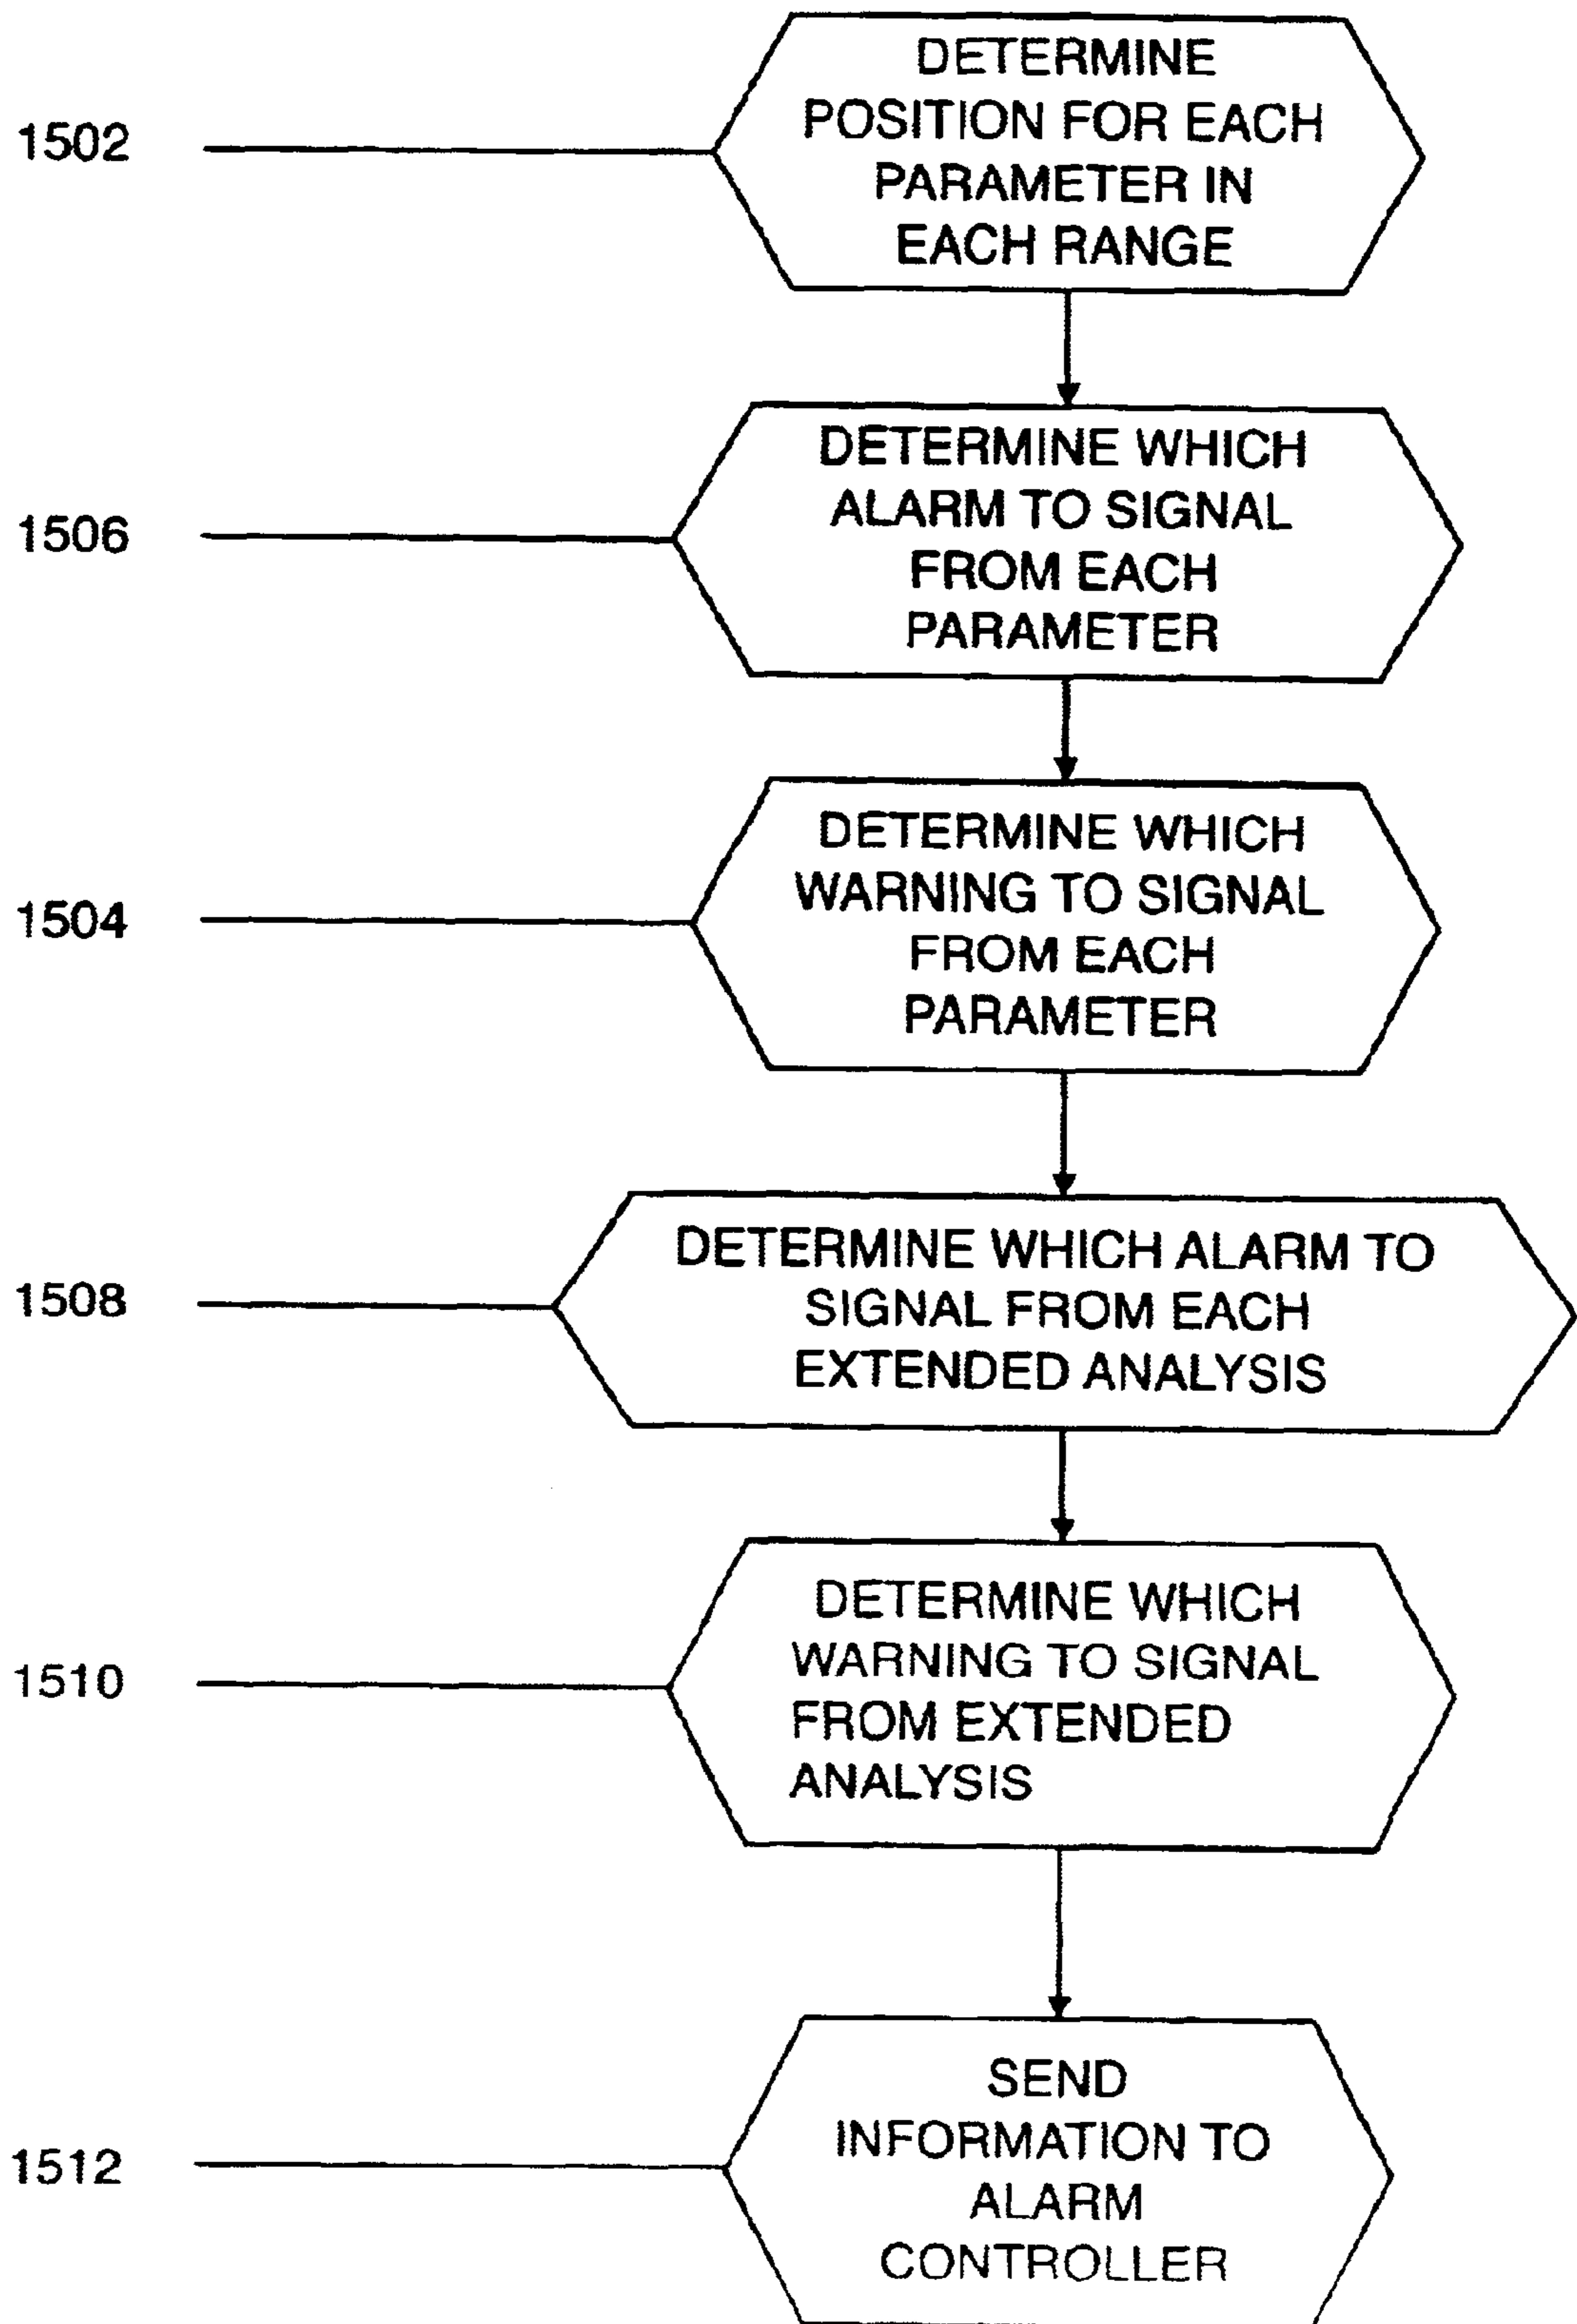 1502
DETERMINE
POSITION FOR EACH
PARAMETER IN
EACH RANGE
1506
DETERMINE WHICH
ALARM TO SIGNAL
FROM EACH
PARAMETER
1504
DETERMINE WHICH
WARNING TO SIGNAL
FROM EACH
PARAMETER
1508
DETERMINE WHICH ALARM TO
SIGNAL FROM EACH
EXTENDED ANALYSIS
1510
DETERMINE WHICH
WARNING TO SIGNAL
FROM EXTENDED
ANALYSIS
1512
SEND
INFORMATION TO
ALARM
CONTROLLER